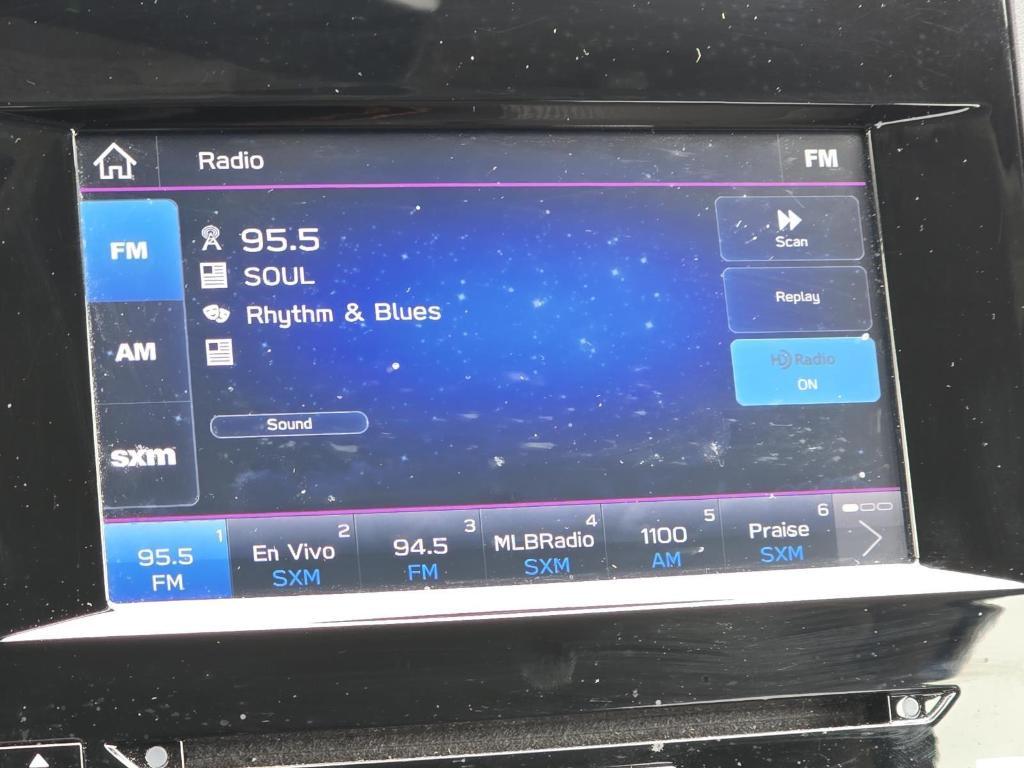 Radio
FM
FM
AM
sxm
95.5
SOUL
Rhythm & Blues
Sound
Scan
Replay
HD Radio
ON
1
95.5
FM
2
En Vivo
SXM
3
94.5
FM
4
MLBRadio
SXM
5
1100
AM
6
Praise
SXM